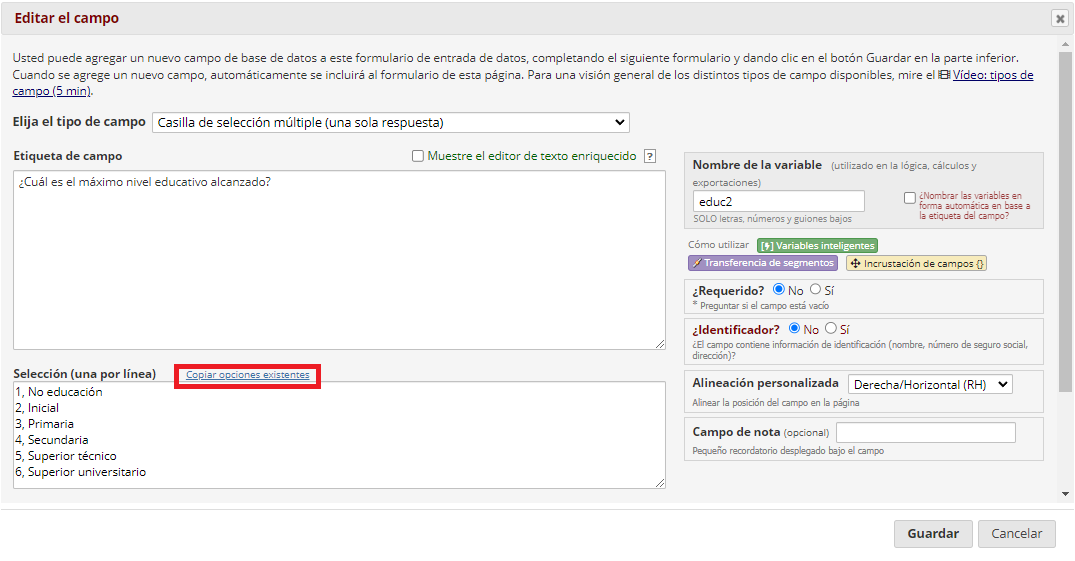 Editar el campo
Usted puede agregar un nuevo campo de base de datos a este formulario de entrada de datos, completando el siguiente formulario y dando clic en el botón Guardar en la parte inferior.
Cuando se agrege un nuevo campo, automáticamente se incluirá al formulario de esta página. Para una visión general de los distintos tipos de campo disponibles, mire el Vídeo: tipos de
campo (5 min).
Elija el tipo de campo Casilla de selección múltiple (una sola respuesta)
Etiqueta de campo Muestre el editor de texto enriquecido ?
¿Cuál es el máximo nivel educativo alcanzado?
Selección (una por línea) Copiar opciones existentes
1, No educación
2, Inicial
3, Primaria
4, Secundaria
5, Superior técnico
6, Superior universitario
Nombre de la variable (utilizado en la lógica, cálculos y
exportaciones)
educ2
SOLO letras, números y guiones bajos
¿Nombrar las variables en
forma automática en base a
la etiqueta del campo?
Cómo utilizar [ ] Variables inteligentes
Transferencia de segmentos Incrustación de campos {}
¿Requerido? No Sí
* Preguntar si el campo está vacío
¿Identificador? No Sí
¿El campo contiene información de identificación (nombre, número de seguro social,
dirección)?
Alineación personalizada Derecha/Horizontal (RH)
Alinear la posición del campo en la página
Campo de nota (opcional)
Pequeño recordatorio desplegado bajo el campo
Guardar Cancelar